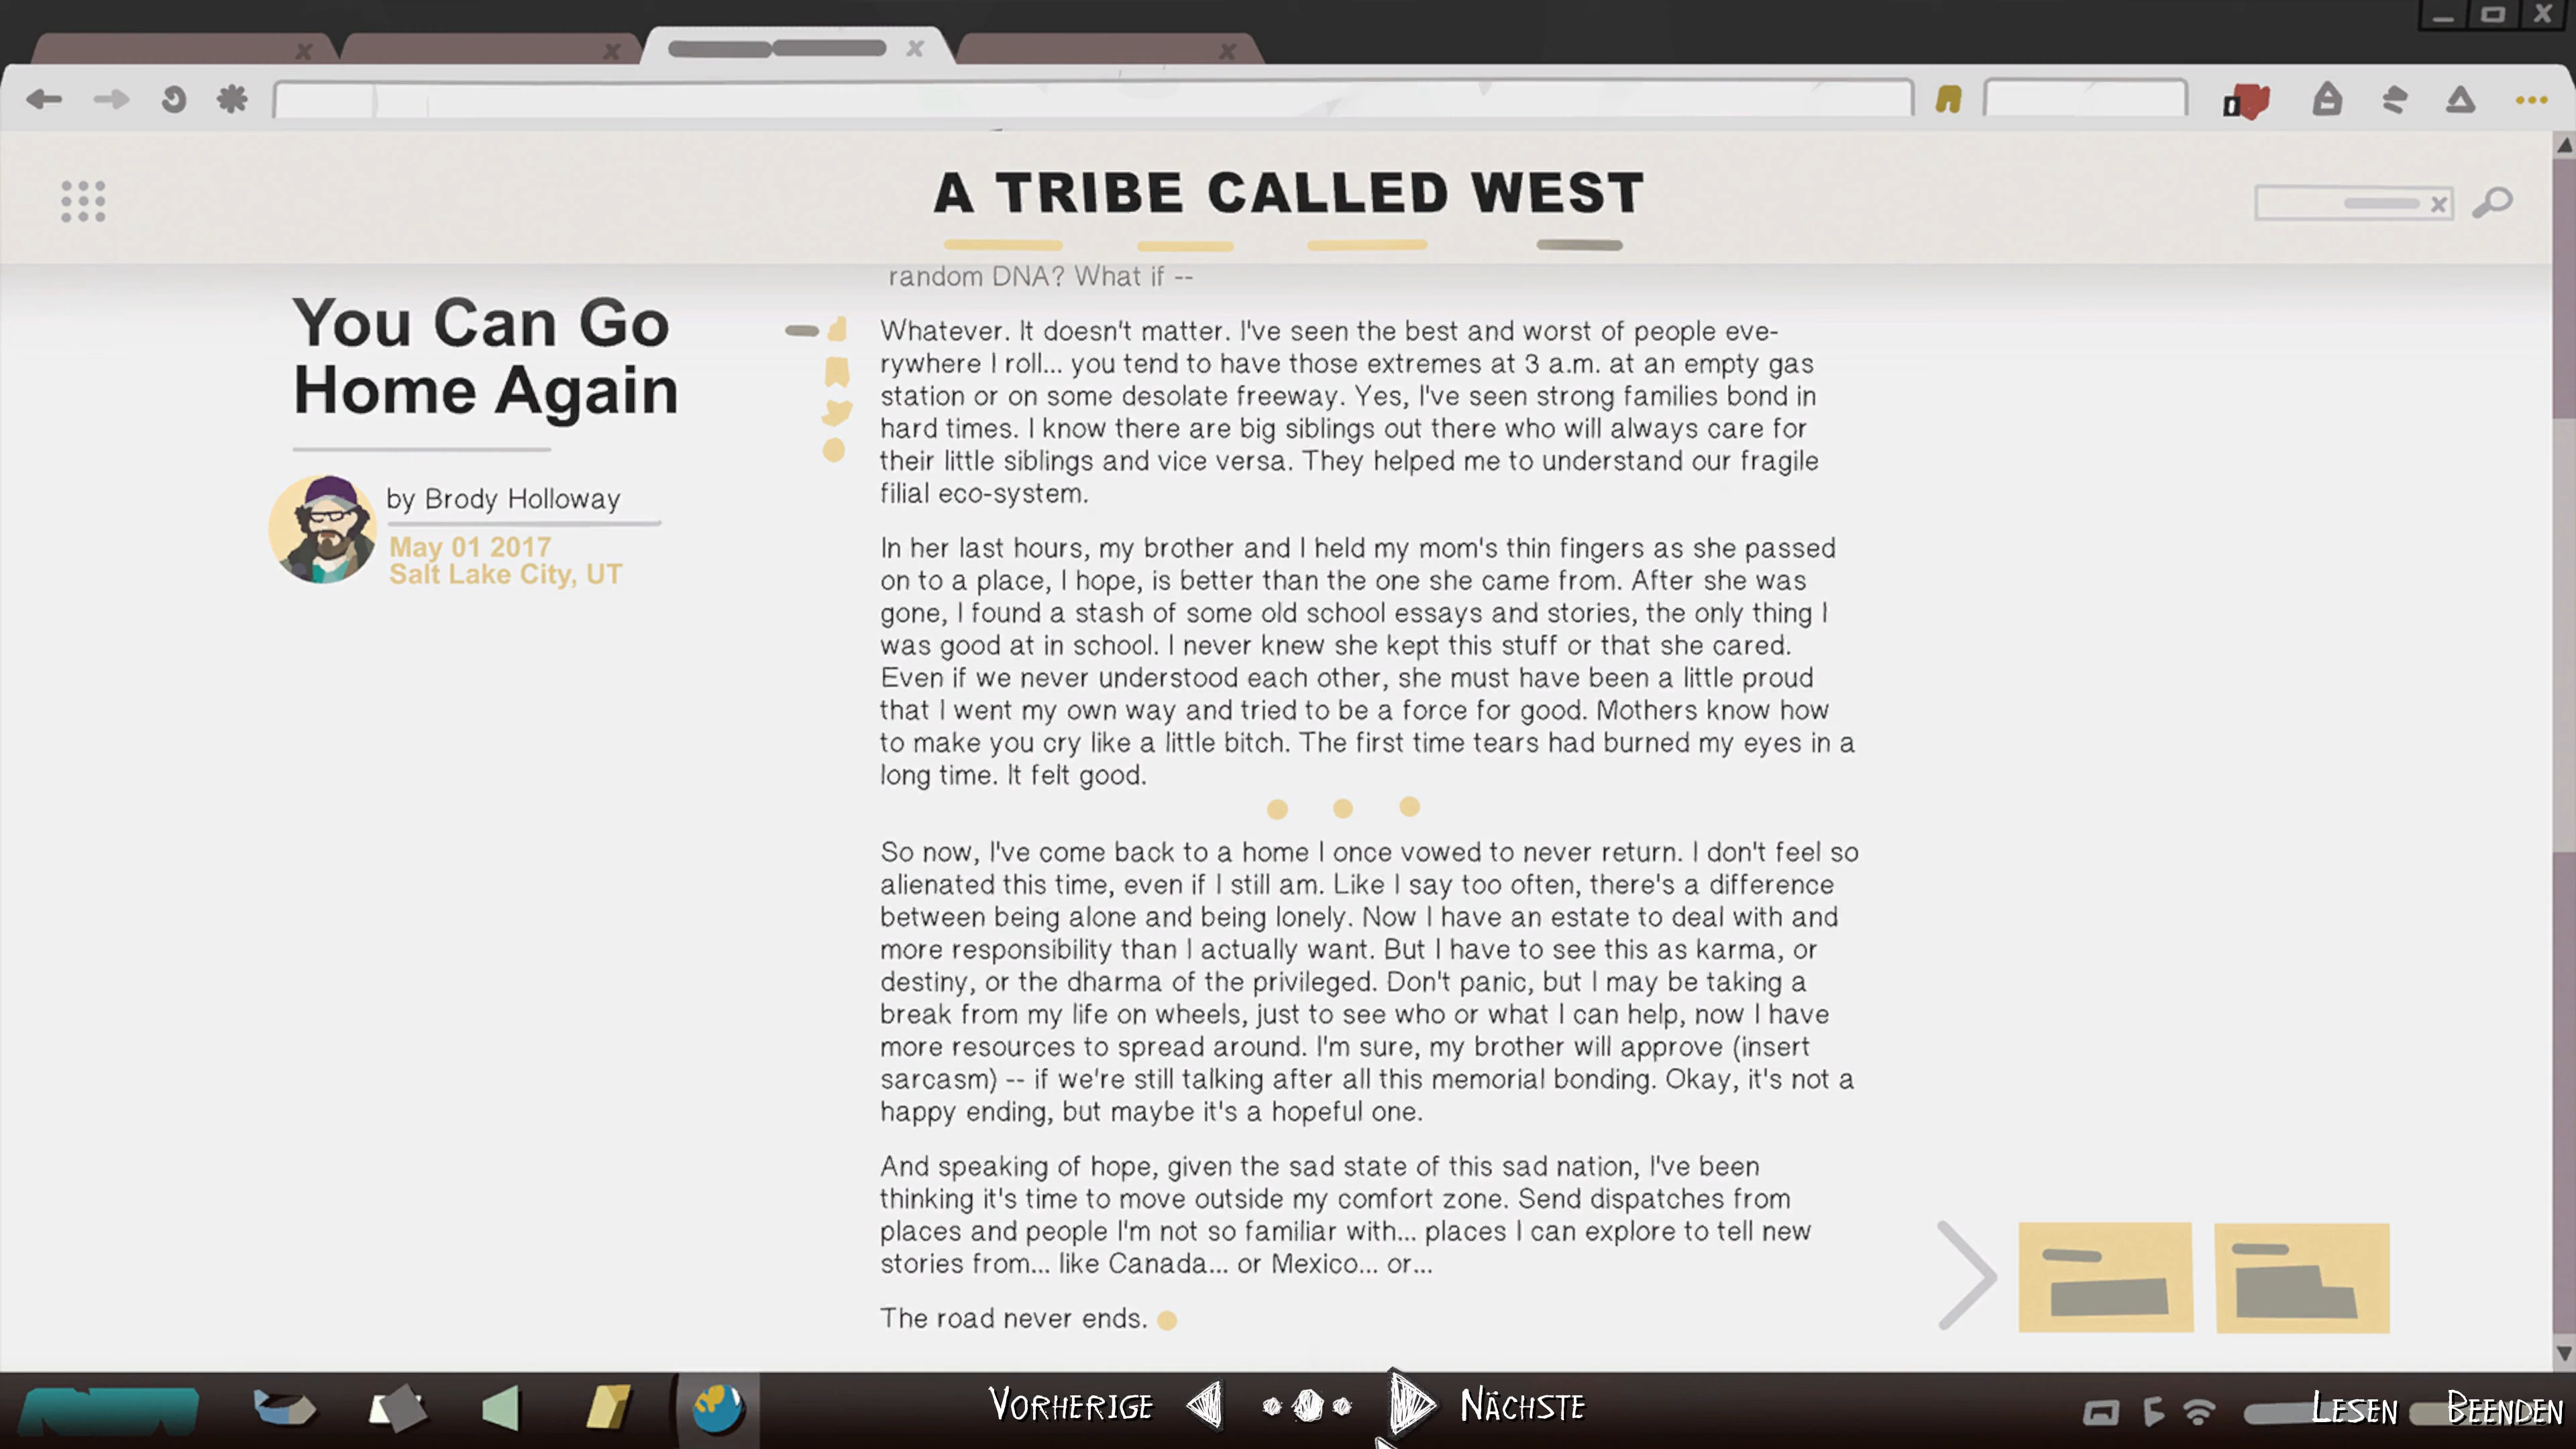 A TRIBE CALLED WEST
You Can Go
Home Again
by Brody Holloway
May 01 2017
Salt Lake City, UT
random DNA? What if --
Whatever. It doesn't matter. I've seen the best and worst of people eve-
rywhere I roll... you tend to have those extremes at 3 a.m. at an empty gas
station or on some desolate freeway. Yes, I've seen strong families bond in
hard times. I know there are big siblings out there who will always care for
their little siblings and vice versa. They helped me to understand our fragile
filial eco-system.
In her last hours, my brother and I held my mom's thin fingers as she passed
on to a place, I hope, is better than the one she came from. After she was
gone, I found a stash of some old school essays and stories, the only thing I
was good at in school. I never knew she kept this stuff or that she cared.
Even if we never understood each other, she must have been a little proud
that I went my own way and tried to be a force for good. Mothers know how
to make you cry like a little bitch. The first time tears had burned my eyes in a
long time. It felt good.
So now, I've come back to a home I once vowed to never return. I don't feel so
alienated this time, even if I still am. Like I say too often, there's a difference
between being alone and being lonely. Now I have an estate to deal with and
more responsibility than I actually want. But I have to see this as karma, or
destiny, or the dharma of the privileged. Don't panic, but I may be taking a
break from my life on wheels, just to see who or what I can help, now I have
more resources to spread around. I'm sure, my brother will approve (insert
sarcasm) -- if we're still talking after all this memorial bonding. Okay, it's not a
happy ending, but maybe it's a hopeful one.
And speaking of hope, given the sad state of this sad nation, I've been
thinking it's time to move outside my comfort zone. Send dispatches from
places and people I'm not so familiar with... places I can explore to tell new
stories from... like Canada... or Mexico... or...
The road never ends.
Vorherige
Nächste
Lesen
Beenden